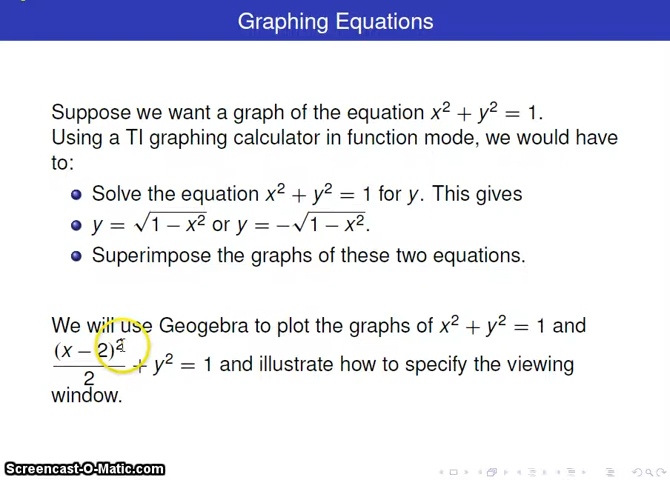 Graphing Equations
Suppose we want a graph of the equation x² + y² = 1.
Using a TI graphing calculator in function mode, we would have
to:
Solve the equation x² + y² = 1 for y. This gives
y = √(1 − x²) or y = −√(1 − x²).
Superimpose the graphs of these two equations.
We will use Geogebra to plot the graphs of x² + y² = 1 and
(x − 2)²/2 + y² = 1 and illustrate how to specify the viewing
window.
Screencast-O-Matic.com